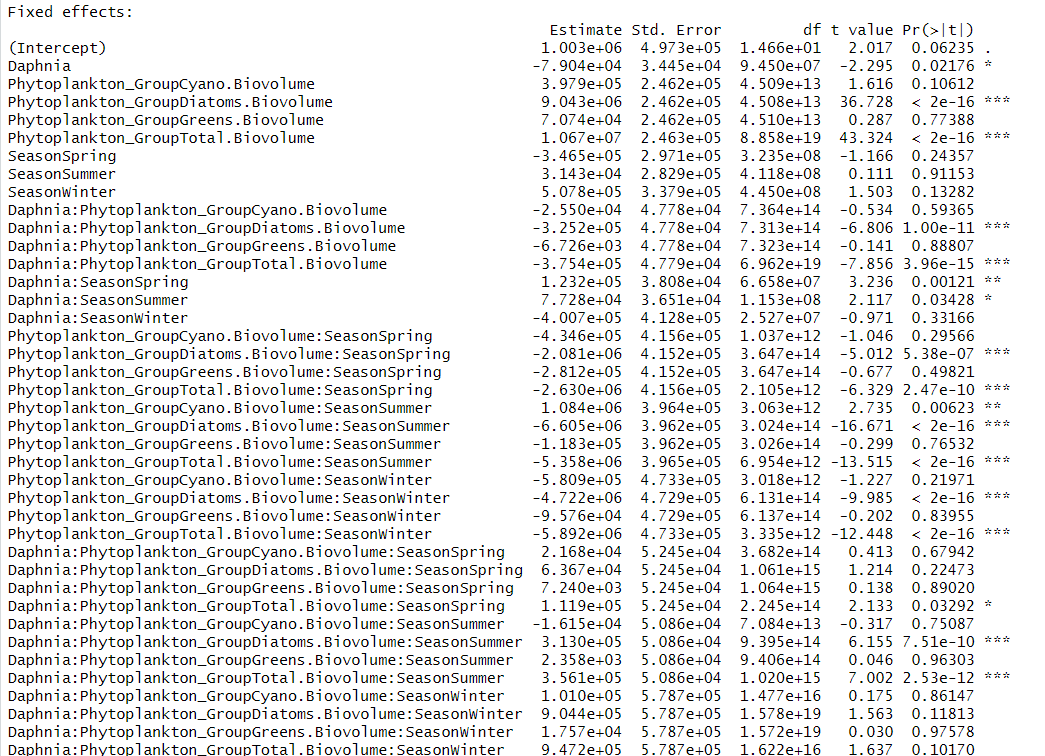 Fixed effects:
Estimate Std. Error df t value Pr(>|t|)
(Intercept) 1.003e+06 4.973e+05 1.466e+01 2.017 0.06235 .
Daphnia -7.904e+04 3.445e+04 9.450e+07 -2.295 0.02176 *
Phytoplankton_GroupCyano.Biovolume 3.979e+05 2.462e+05 4.509e+13 1.616 0.10612
Phytoplankton_GroupDiatoms.Biovolume 9.043e+06 2.462e+05 4.508e+13 36.728 < 2e-16 ***
Phytoplankton_GroupGreens.Biovolume 7.074e+04 2.462e+05 4.510e+13 0.287 0.77388
Phytoplankton_GroupTotal.Biovolume 1.067e+07 2.463e+05 8.858e+19 43.324 < 2e-16 ***
SeasonSpring -3.465e+05 2.971e+05 3.235e+08 -1.166 0.24357
SeasonSummer 3.143e+04 2.829e+05 4.118e+08 0.111 0.91153
SeasonWinter 5.078e+05 3.379e+05 4.450e+08 1.503 0.13282
Daphnia:Phytoplankton_GroupCyano.Biovolume -2.550e+04 4.778e+04 7.364e+14 -0.534 0.59365
Daphnia:Phytoplankton_GroupDiatoms.Biovolume -3.252e+05 4.778e+04 7.313e+14 -6.806 1.00e-11 ***
Daphnia:Phytoplankton_GroupGreens.Biovolume -6.726e+03 4.778e+04 7.323e+14 -0.141 0.88807
Daphnia:Phytoplankton_GroupTotal.Biovolume -3.754e+05 4.779e+04 6.962e+19 -7.856 3.96e-15 ***
Daphnia:SeasonSpring 1.232e+05 3.808e+04 6.658e+07 3.236 0.00121 **
Daphnia:SeasonSummer 7.728e+04 3.651e+04 1.153e+08 2.117 0.03428 *
Daphnia:SeasonWinter -4.007e+05 4.128e+05 2.527e+07 -0.971 0.33166
Phytoplankton_GroupCyano.Biovolume:SeasonSpring -4.346e+05 4.156e+05 1.037e+12 -1.046 0.29566
Phytoplankton_GroupDiatoms.Biovolume:SeasonSpring -2.081e+06 4.152e+05 3.647e+14 -5.012 5.38e-07 ***
Phytoplankton_GroupGreens.Biovolume:SeasonSpring -2.812e+05 4.152e+05 3.647e+14 -0.677 0.49821
Phytoplankton_GroupTotal.Biovolume:SeasonSpring -2.630e+06 4.156e+05 2.105e+12 -6.329 2.47e-10 ***
Phytoplankton_GroupCyano.Biovolume:SeasonSummer 1.084e+06 3.964e+05 3.063e+12 2.735 0.00623 **
Phytoplankton_GroupDiatoms.Biovolume:SeasonSummer -6.605e+06 3.962e+05 3.024e+14 -16.671 < 2e-16 ***
Phytoplankton_GroupGreens.Biovolume:SeasonSummer -1.183e+05 3.962e+05 3.026e+14 -0.299 0.76532
Phytoplankton_GroupTotal.Biovolume:SeasonSummer -5.358e+06 3.965e+05 6.954e+12 -13.515 < 2e-16 ***
Phytoplankton_GroupCyano.Biovolume:SeasonWinter -5.809e+05 4.733e+05 3.018e+12 -1.227 0.21971
Phytoplankton_GroupDiatoms.Biovolume:SeasonWinter -4.722e+06 4.729e+05 6.131e+14 -9.985 < 2e-16 ***
Phytoplankton_GroupGreens.Biovolume:SeasonWinter -9.576e+04 4.729e+05 6.137e+14 -0.202 0.83955
Phytoplankton_GroupTotal.Biovolume:SeasonWinter -5.892e+06 4.733e+05 3.335e+12 -12.448 < 2e-16 ***
Daphnia:Phytoplankton_GroupCyano.Biovolume:SeasonSpring 2.168e+04 5.245e+04 3.682e+14 0.413 0.67942
Daphnia:Phytoplankton_GroupDiatoms.Biovolume:SeasonSpring 6.367e+04 5.245e+04 1.061e+15 1.214 0.22473
Daphnia:Phytoplankton_GroupGreens.Biovolume:SeasonSpring 7.240e+03 5.245e+04 1.064e+15 0.138 0.89020
Daphnia:Phytoplankton_GroupTotal.Biovolume:SeasonSpring 1.119e+05 5.245e+04 2.245e+14 2.133 0.03292 *
Daphnia:Phytoplankton_GroupCyano.Biovolume:SeasonSummer -1.615e+04 5.086e+04 7.084e+13 -0.317 0.75087
Daphnia:Phytoplankton_GroupDiatoms.Biovolume:SeasonSummer 3.130e+05 5.086e+04 9.395e+14 6.155 7.51e-10 ***
Daphnia:Phytoplankton_GroupGreens.Biovolume:SeasonSummer 2.358e+03 5.086e+04 9.406e+14 0.046 0.96303
Daphnia:Phytoplankton_GroupTotal.Biovolume:SeasonSummer 3.561e+05 5.086e+04 1.020e+15 7.002 2.53e-12 ***
Daphnia:Phytoplankton_GroupCyano.Biovolume:SeasonWinter 1.010e+05 5.787e+05 1.477e+16 0.175 0.86147
Daphnia:Phytoplankton_GroupDiatoms.Biovolume:SeasonWinter 9.044e+05 5.787e+05 1.578e+19 1.563 0.11813
Daphnia:Phytoplankton_GroupGreens.Biovolume:SeasonWinter 1.757e+04 5.787e+05 1.572e+19 0.030 0.97578
Daphnia:Phytoplankton_GroupTotal.Biovolume:SeasonWinter 9.472e+05 5.787e+05 1.622e+16 1.637 0.10170